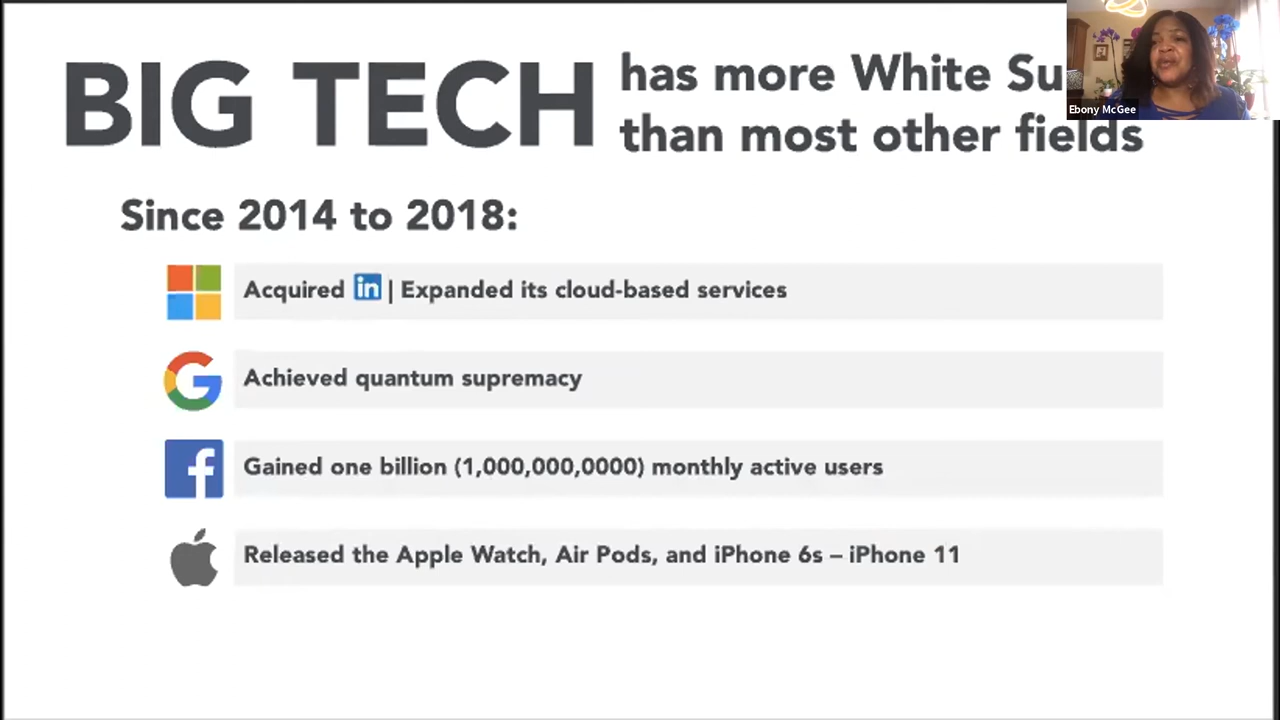 BIG TECH
has more White Su
than most other fields
Ebony McGee
Since 2014 to 2018:
Acquired in | Expanded its cloud-based services
Achieved quantum supremacy
Gained one billion (1,000,000,0000) monthly active users
Released the Apple Watch, Air Pods, and iPhone 6s – iPhone 11